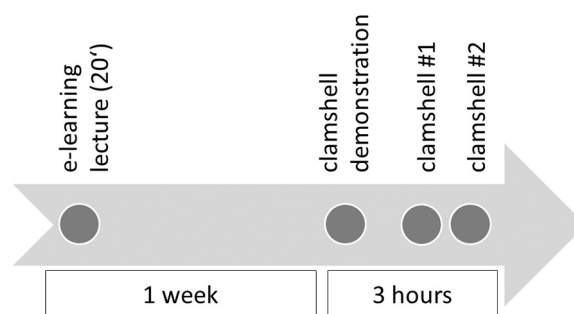 e-learning
lecture (20‘)
clamshell
demonstration
clamshell #1
clamshell #2
1 week
3 hours